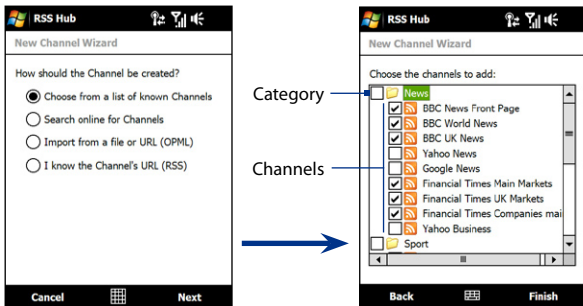 RSS Hub
New Channel Wizard
How should the Channel be created?
Choose from a list of known Channels
Search online for Channels
Import from a file or URL (OPML)
I know the Channel's URL (RSS)
Cancel
Next
Category
Channels
RSS Hub
New Channel Wizard
Choose the channels to add:
News
BBC News Front Page
BBC World News
BBC UK News
Yahoo News
Google News
Financial Times Main Markets
Financial Times UK Markets
Financial Times Companies mai
Yahoo Business
Sport
Back
Finish